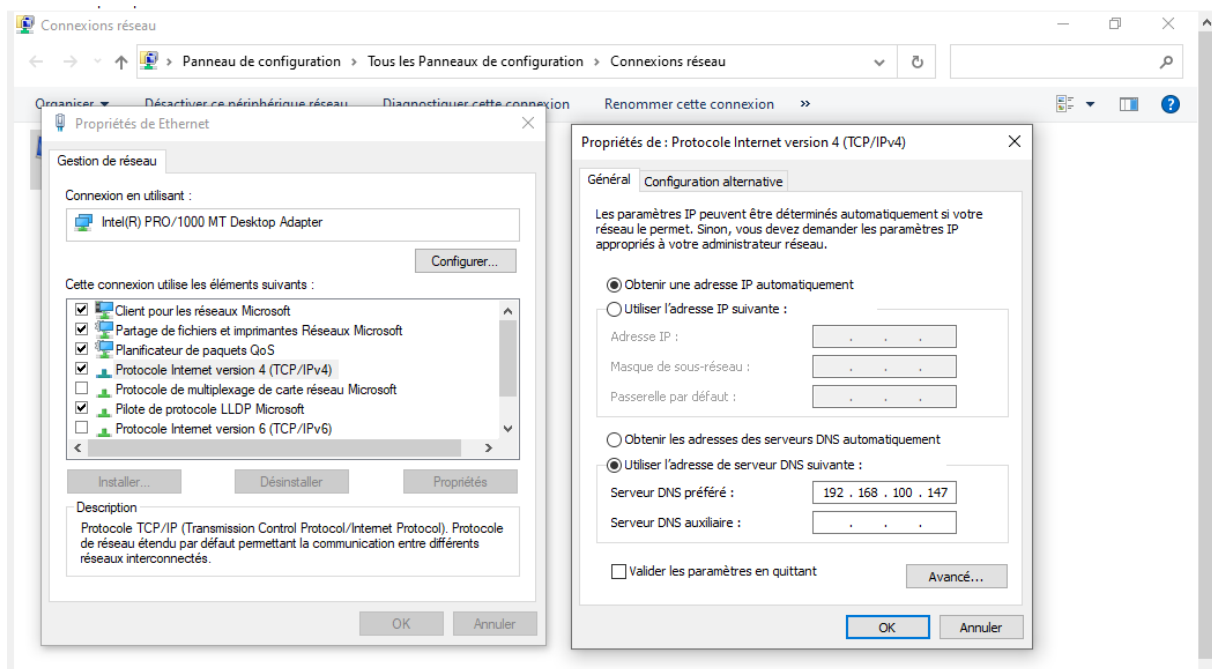 Connexions réseau
Panneau de configuration > Tous les Panneaux de configuration > Connexions réseau
Organiser Désactiver ce périphérique réseau Diagnostiquer cette connexion Renommer cette connexion »
Propriétés de Ethernet
Gestion de réseau
Connexion en utilisant :
Intel(R) PRO/1000 MT Desktop Adapter
Configurer...
Cette connexion utilise les éléments suivants :
Client pour les réseaux Microsoft
Partage de fichiers et imprimantes Réseaux Microsoft
Planificateur de paquets QoS
Protocole Internet version 4 (TCP/IPv4)
Protocole de multiplexage de carte réseau Microsoft
Pilote de protocole LLDP Microsoft
Protocole Internet version 6 (TCP/IPv6)
Installer... Désinstaller Propriétés
Description
Protocole TCP/IP (Transmission Control Protocol/Internet Protocol). Protocole
de réseau étendu par défaut permettant la communication entre différents
réseaux interconnectés.
OK Annuler
Propriétés de : Protocole Internet version 4 (TCP/IPv4)
Général Configuration alternative
Les paramètres IP peuvent être déterminés automatiquement si votre
réseau le permet. Sinon, vous devez demander les paramètres IP
appropriés à votre administrateur réseau.
Obtenir une adresse IP automatiquement
Utiliser l'adresse IP suivante :
Adresse IP : . . .
Masque de sous-réseau : . . .
Passerelle par défaut : . . .
Obtenir les adresses des serveurs DNS automatiquement
Utiliser l'adresse de serveur DNS suivante :
Serveur DNS préféré : 192 . 168 . 100 . 147
Serveur DNS auxiliaire : . . .
Valider les paramètres en quittant
Avancé...
OK Annuler